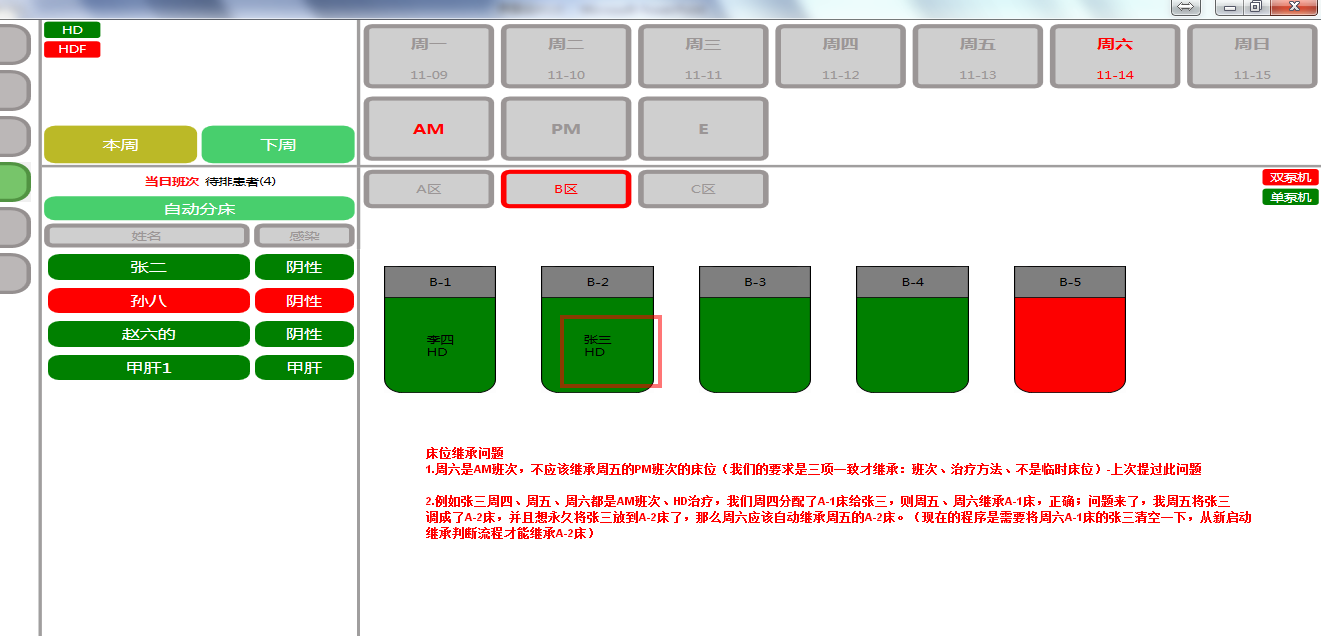 HD
HDF
本周
下周
周一
11-09
周二
11-10
周三
11-11
周四
11-12
周五
11-13
周六
11-14
周日
11-15
AM
PM
E
当日班次 待排患者(4)
自动分床
姓名 感染
张二 阴性
孙八 阴性
赵六的 阴性
甲肝1 甲肝
A区
B区
C区
双泵机
单泵机
B-1
李四
HD
B-2
张三
HD
B-3
B-4
B-5
床位继承问题
1.周六是AM班次，不应该继承周五的PM班次的床位（我们的要求是三项一致才继承：班次、治疗方法、不是临时床位）-上次提过此问题
2.例如张三周四、周五、周六都是AM班次、HD治疗，我们周四分配了A-1床给张三，则周五、周六继承A-1床，正确；问题来了，我周五将张三
调成了A-2床，并且想永久将张三放到A-2床了，那么周六应该自动继承周五的A-2床。（现在的程序是需要将周六A-1床的张三清空一下，从新启动
继承判断流程才能继承A-2床）